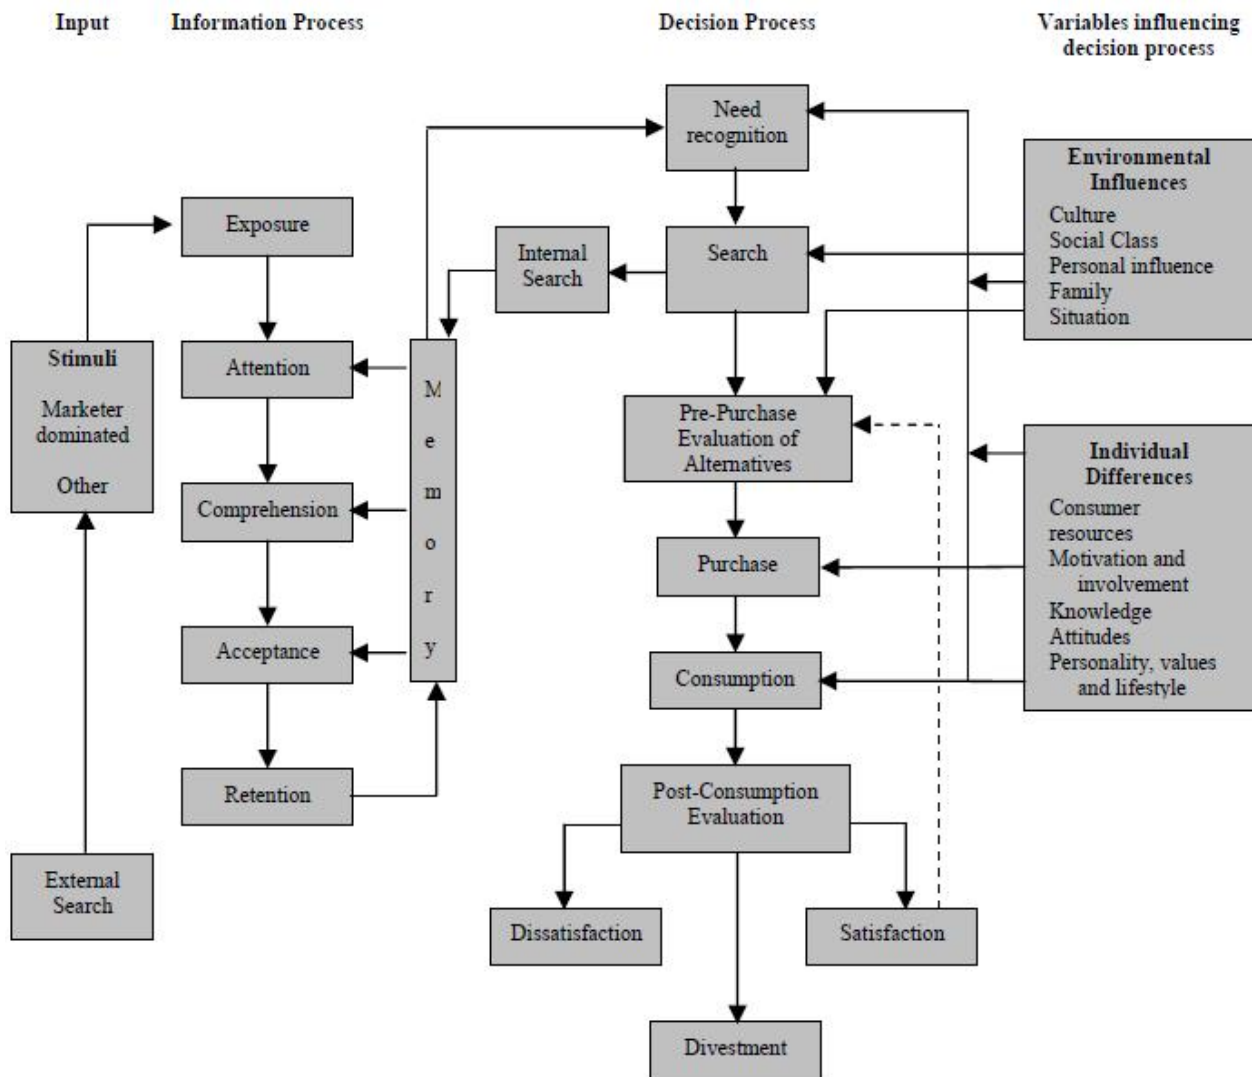 Input
Information Process
Decision Process
Variables influencing
decision process
Stimuli
Marketer
dominated
Other
External
Search
Exposure
Attention
Comprehension
Acceptance
Retention
Internal
Search
M
e
m
o
r
y
Need
recognition
Search
Pre-Purchase
Evaluation of
Alternatives
Purchase
Consumption
Post-Consumption
Evaluation
Dissatisfaction
Satisfaction
Divestment
Environmental
Influences
Culture
Social Class
Personal influence
Family
Situation
Individual
Differences
Consumer
resources
Motivation and
involvement
Knowledge
Attitudes
Personality, values
and lifestyle